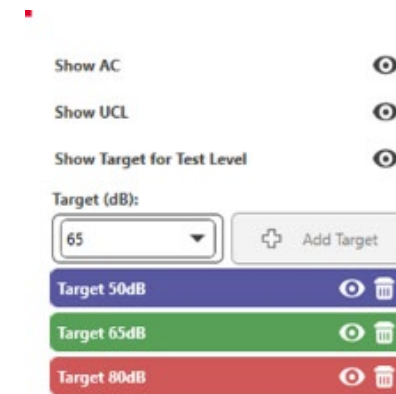 Show AC
Show UCL
Show Target for Test Level
Target (dB):
65
Add Target
Target 50dB
Target 65dB
Target 80dB